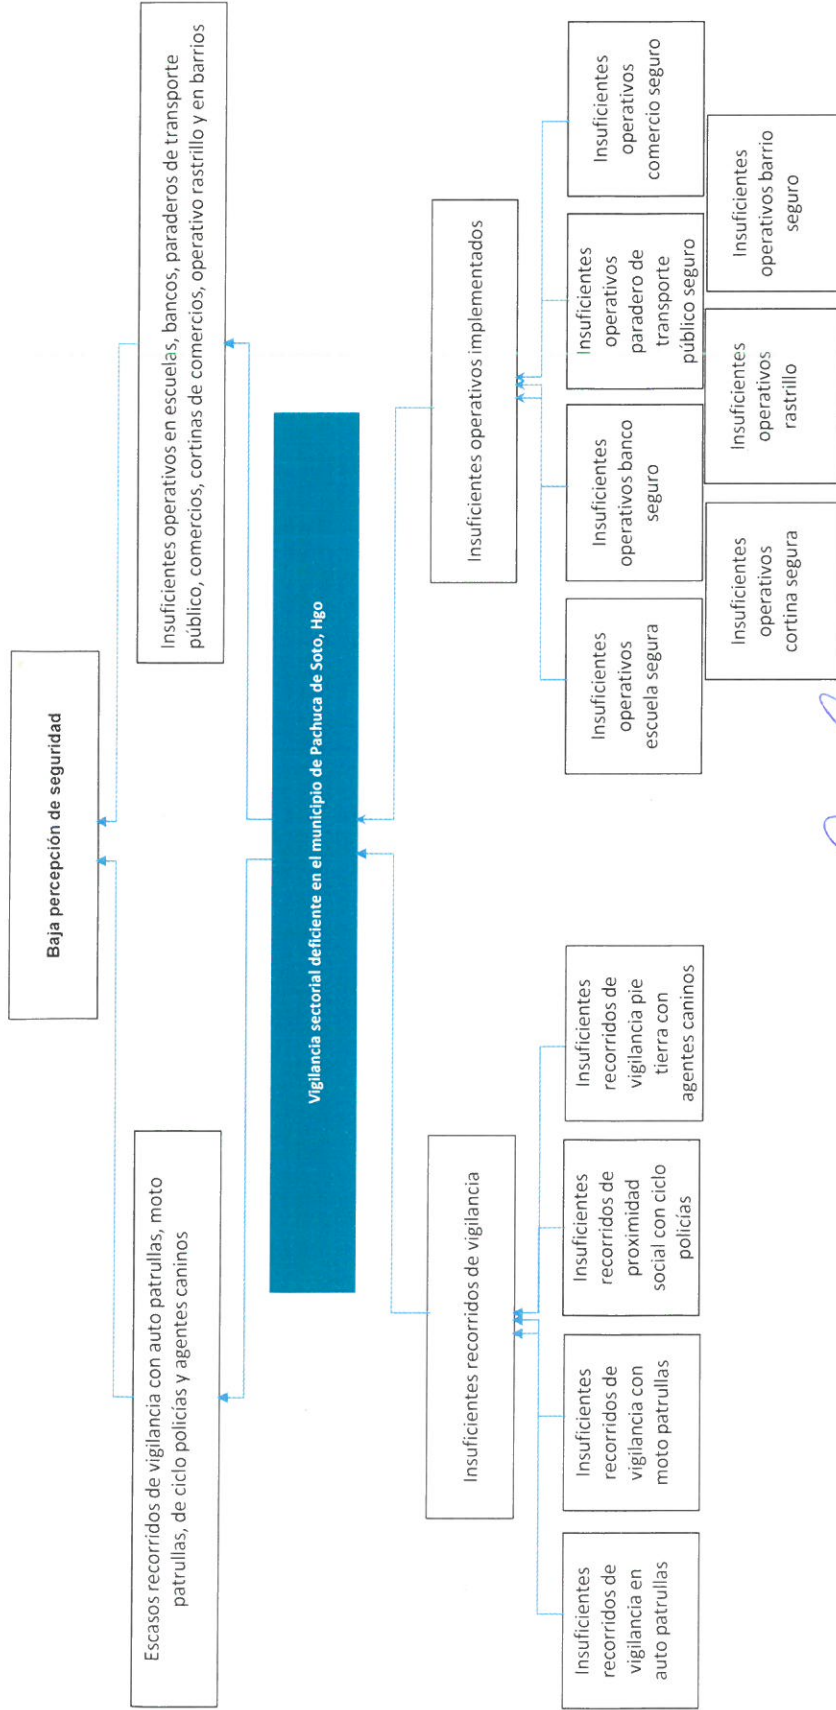 Baja percepción de seguridad
Escasos recorridos de vigilancia con auto patrullas, moto
patrullas, de ciclo policías y agentes caninos
Insuficientes operativos en escuelas, bancos, paraderos de transporte
público, comercios, cortinas de comercios, operativo rastrillo y en barrios
Vigilancia sectorial deficiente en el municipio de Pachuca de Soto, Hgo
Insuficientes recorridos de vigilancia
Insuficientes operativos implementados
Insuficientes
recorridos de
vigilancia en
auto patrullas
Insuficientes
recorridos de
vigilancia con
moto patrullas
Insuficientes
recorridos de
proximidad
social con ciclo
policías
Insuficientes
recorridos de
vigilancia pie
tierra con
agentes caninos
Insuficientes
operativos
escuela segura
Insuficientes
operativos banco
seguro
Insuficientes
operativos
paradero de
transporte
público seguro
Insuficientes
operativos
comercio seguro
Insuficientes
operativos
cortina segura
Insuficientes
operativos
rastrillo
Insuficientes
operativos barrio
seguro